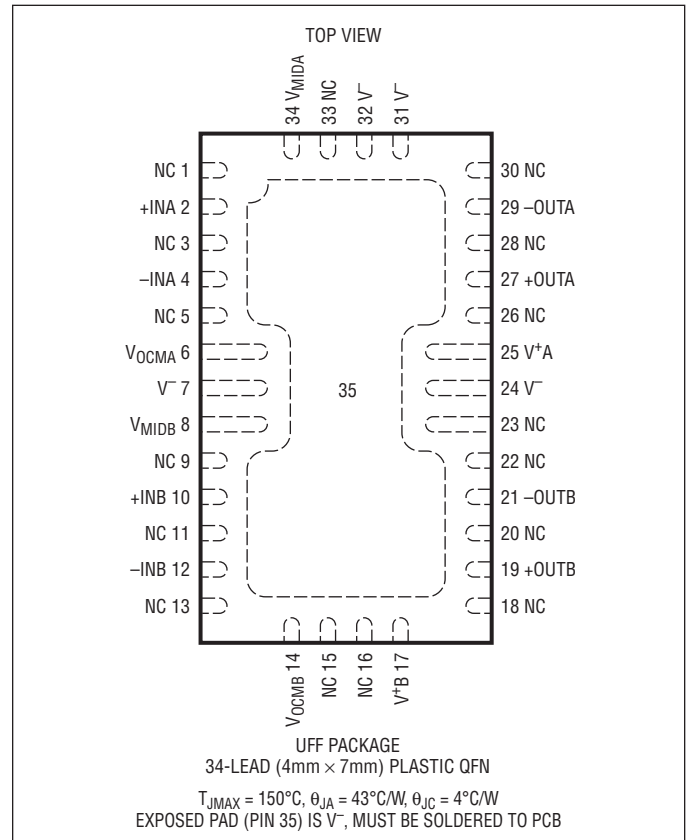 TOP VIEW
34 VMIDA
33 NC
32 V–
31 V–
NC 1
+INA 2
NC 3
–INA 4
NC 5
VOCMA 6
V– 7
VMIDB 8
NC 9
+INB 10
NC 11
–INB 12
NC 13
35
30 NC
29 –OUTA
28 NC
27 +OUTA
26 NC
25 V+A
24 V–
23 NC
22 NC
21 –OUTB
20 NC
19 +OUTB
18 NC
VOCMB 14
NC 15
NC 16
V+B 17
UFF PACKAGE
34-LEAD (4mm × 7mm) PLASTIC QFN
TJMAX = 150°C, θJA = 43°C/W, θJC = 4°C/W
EXPOSED PAD (PIN 35) IS V–, MUST BE SOLDERED TO PCB